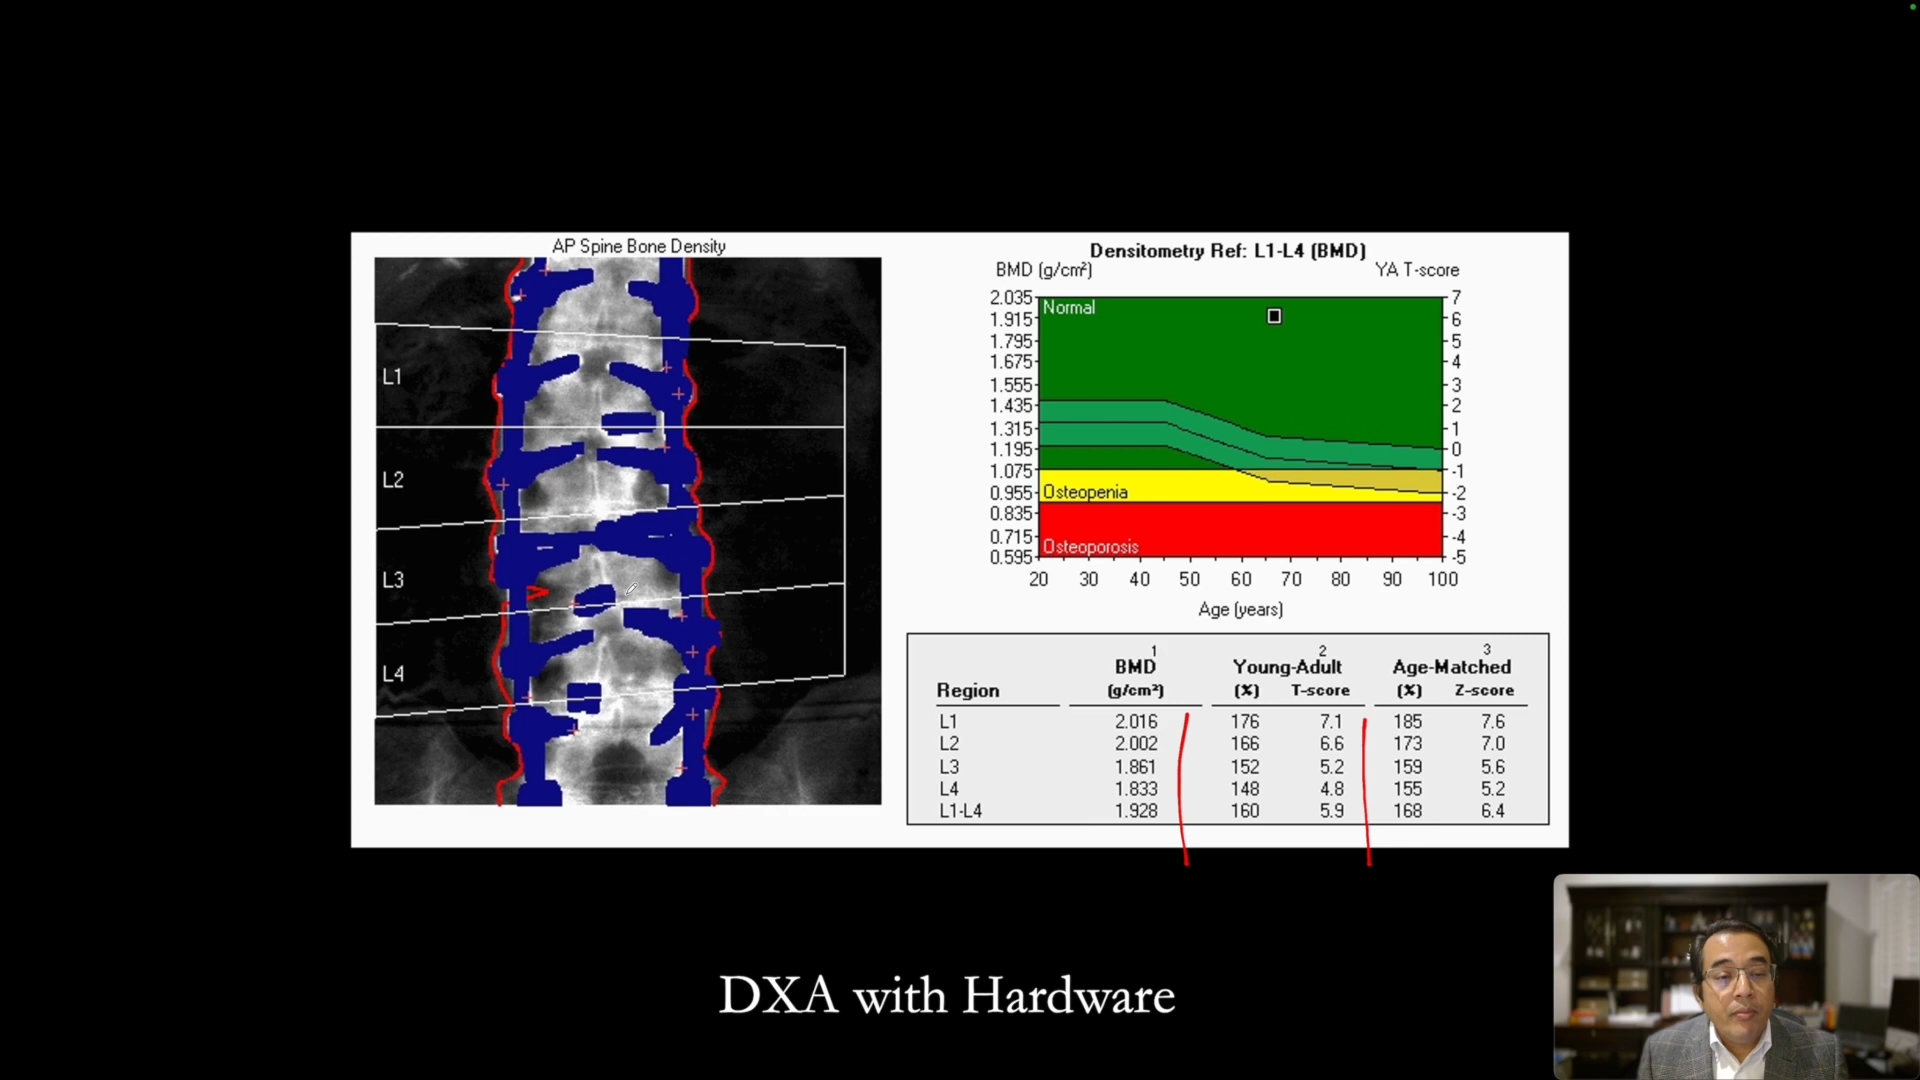 AP Spine Bone Density
L1
L2
L3
L4
Densitometry Ref: L1-L4 (BMD)
BMD (g/cm²) YA T-score
2.035 7
1.915 6
1.795 5
1.675 4
1.555 3
1.435 2
1.315 1
1.195 0
1.075 -1
0.955 -2
0.835 -3
0.715 -4
0.595 -5
Normal
Osteopenia
Osteoporosis
20 30 40 50 60 70 80 90 100
Age (years)
1 2 3
BMD Young-Adult Age-Matched
Region (g/cm²) (%) T-score (%) Z-score
L1 2.016 176 7.1 185 7.6
L2 2.002 166 6.6 173 7.0
L3 1.861 152 5.2 159 5.6
L4 1.833 148 4.8 155 5.2
L1-L4 1.928 160 5.9 168 6.4
DXA with Hardware